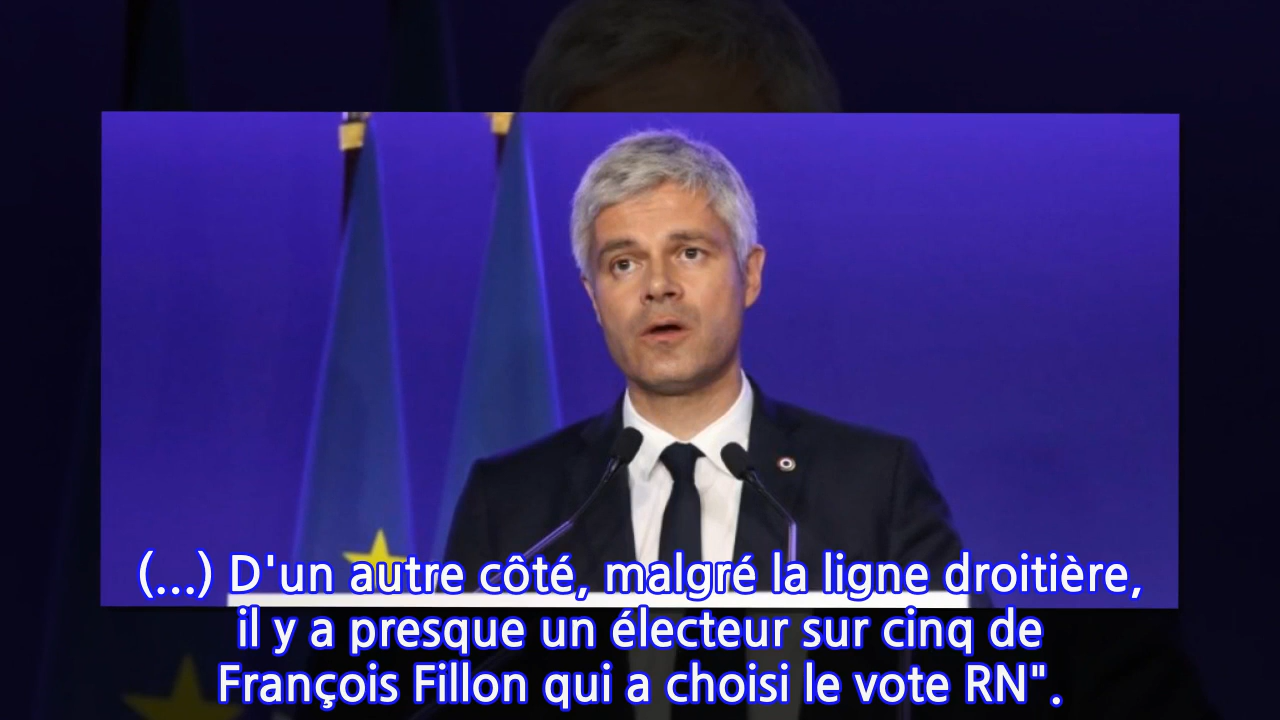 (...) D'un autre côté, malgré la ligne droitière,
il y a presque un électeur sur cinq de
François Fillon qui a choisi le vote RN".